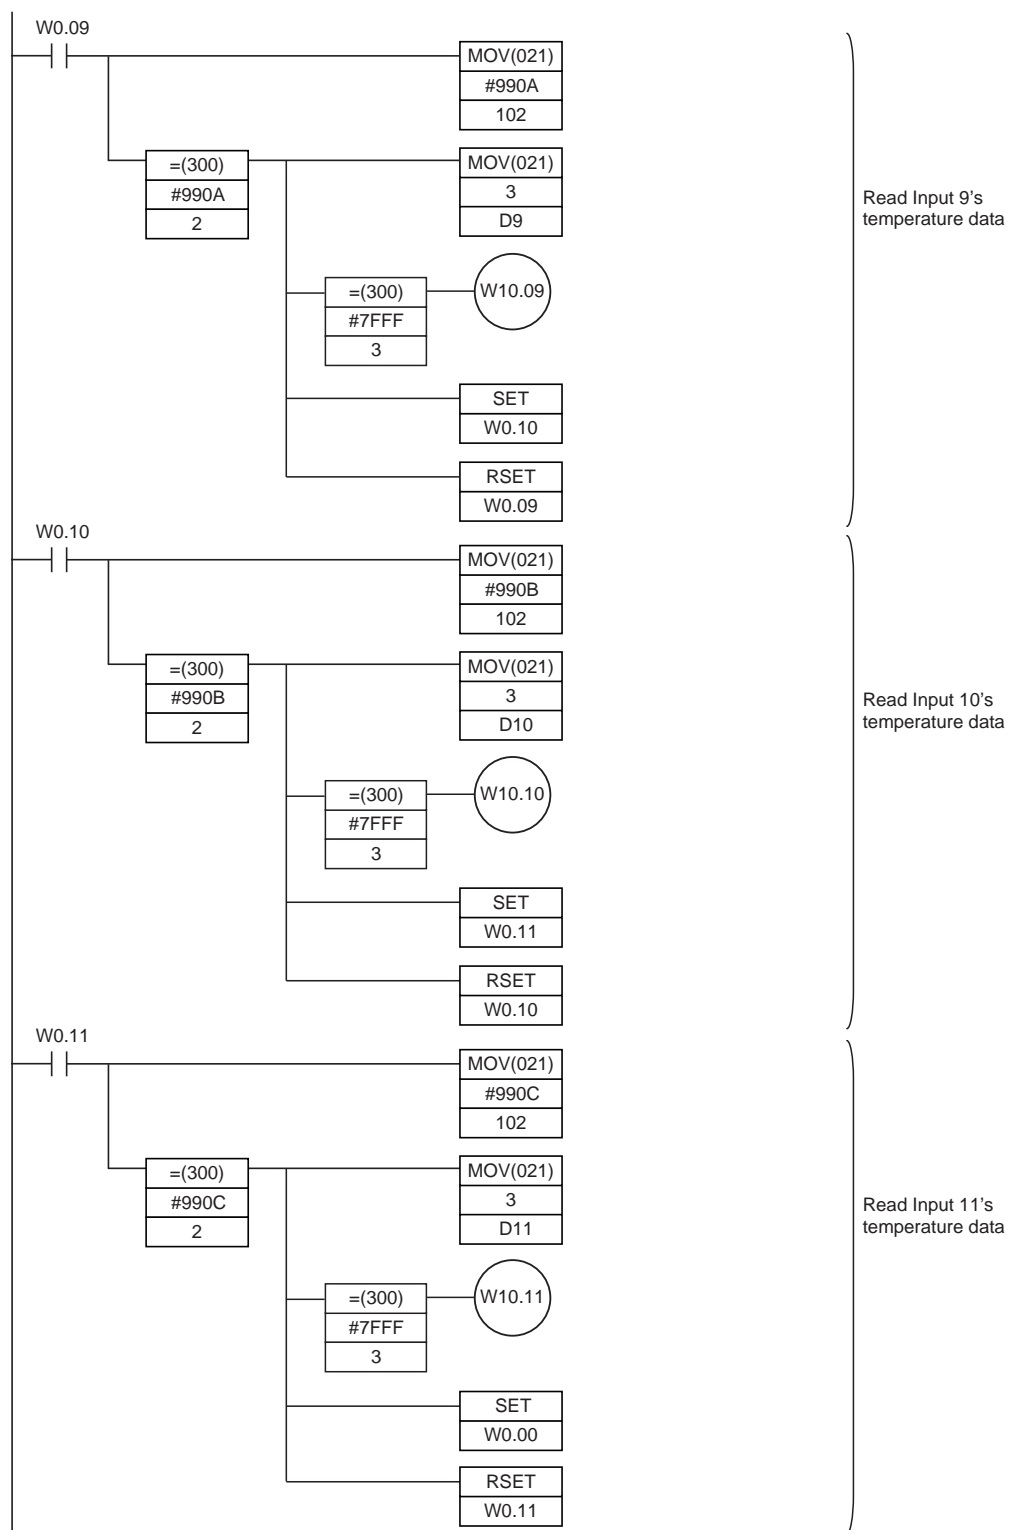 W0.09
MOV(021)
#990A
102
=(300)
#990A
2
MOV(021)
3
D9
=(300)
#7FFF
3
W10.09
SET
W0.10
RSET
W0.09
Read Input 9's
temperature data
W0.10
MOV(021)
#990B
102
=(300)
#990B
2
MOV(021)
3
D10
=(300)
#7FFF
3
W10.10
SET
W0.11
RSET
W0.10
Read Input 10's
temperature data
W0.11
MOV(021)
#990C
102
=(300)
#990C
2
MOV(021)
3
D11
=(300)
#7FFF
3
W10.11
SET
W0.00
RSET
W0.11
Read Input 11's
temperature data